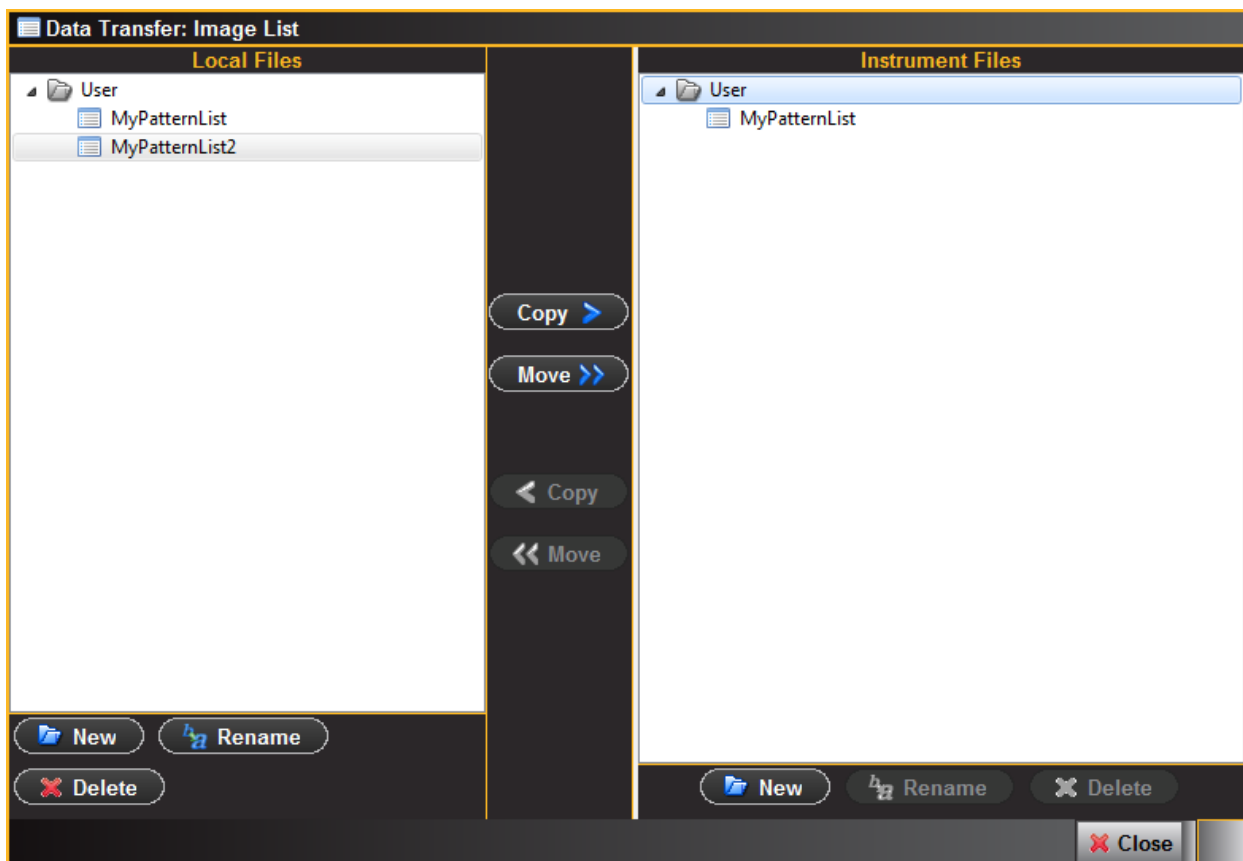 Data Transfer: Image List
Local Files
User
MyPatternList
MyPatternList2
Copy
Move
Copy
Move
Instrument Files
User
MyPatternList
New
Rename
Delete
New
Rename
Delete
Close